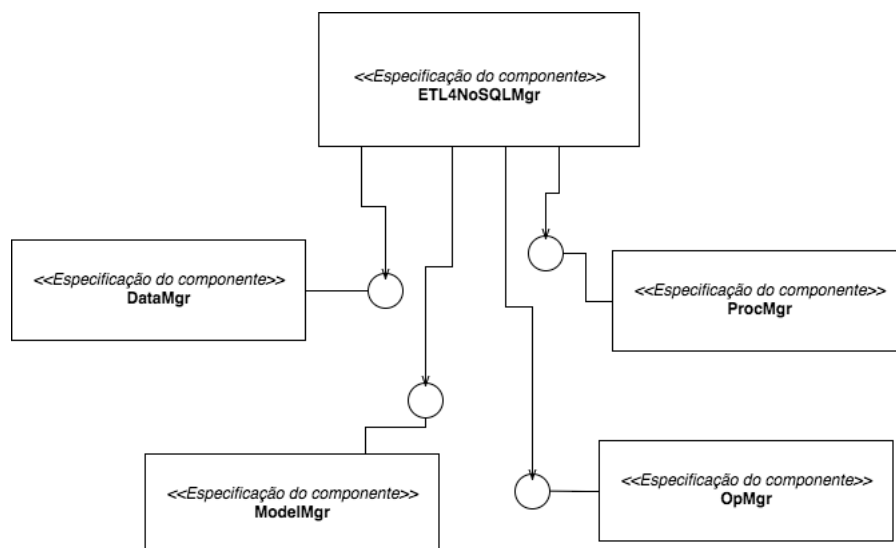 <<Especificação do componente>>
ETL4NoSQLMgr
<<Especificação do componente>>
DataMgr
<<Especificação do componente>>
ProcMgr
<<Especificação do componente>>
ModelMgr
<<Especificação do componente>>
OpMgr